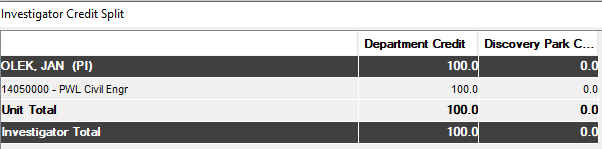 Investigator Credit Split
Department Credit Discovery Park C...
OLEK, JAN (PI) 100.0 0.0
14050000 - PWL Civil Engr 100.0 0.0
Unit Total 100.0 0.0
Investigator Total 100.0 0.0